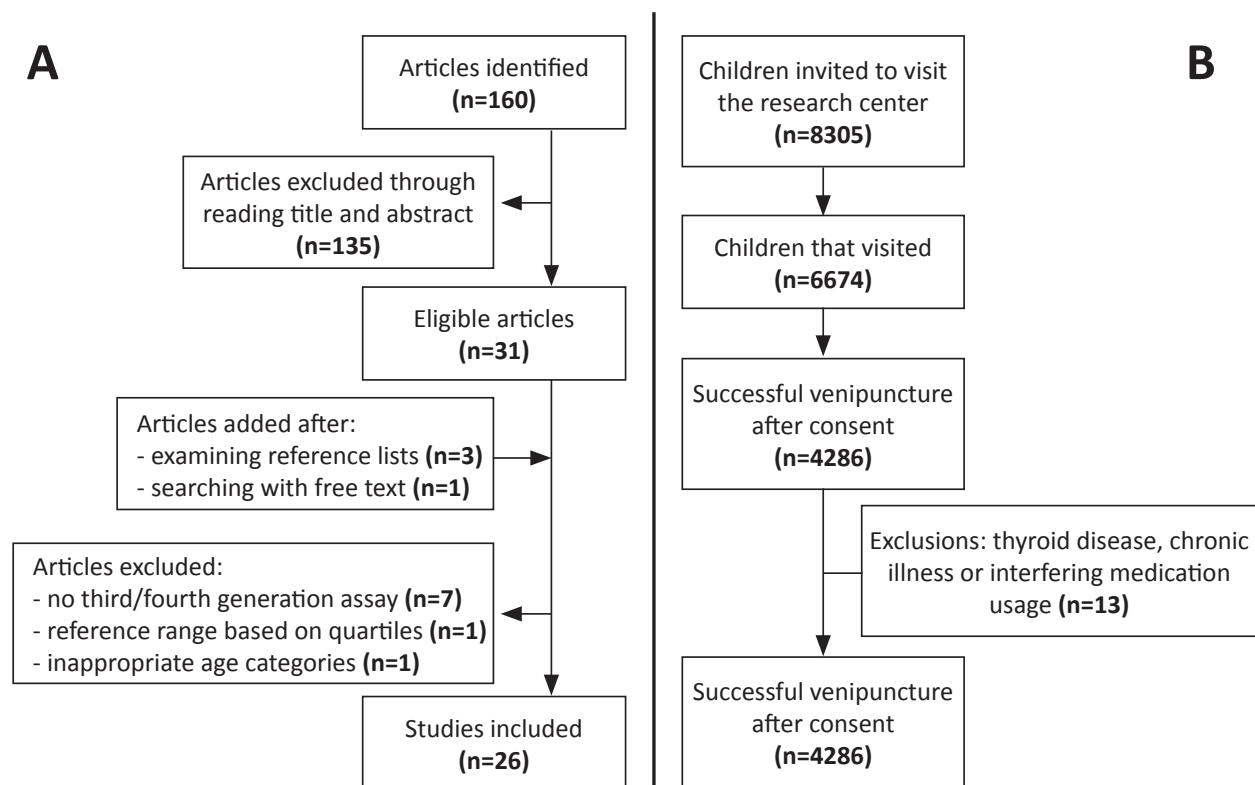 A
Articles identified
(n=160)
Articles excluded through
reading title and abstract
(n=135)
Eligible articles
(n=31)
Articles added after:
- examining reference lists (n=3)
- searching with free text (n=1)
Articles excluded:
- no third/fourth generation assay (n=7)
- reference range based on quartiles (n=1)
- inappropriate age categories (n=1)
Studies included
(n=26)
B
Children invited to visit
the research center
(n=8305)
Children that visited
(n=6674)
Successful venipuncture
after consent
(n=4286)
Exclusions: thyroid disease, chronic
illness or interfering medication
usage (n=13)
Successful venipuncture
after consent
(n=4286)